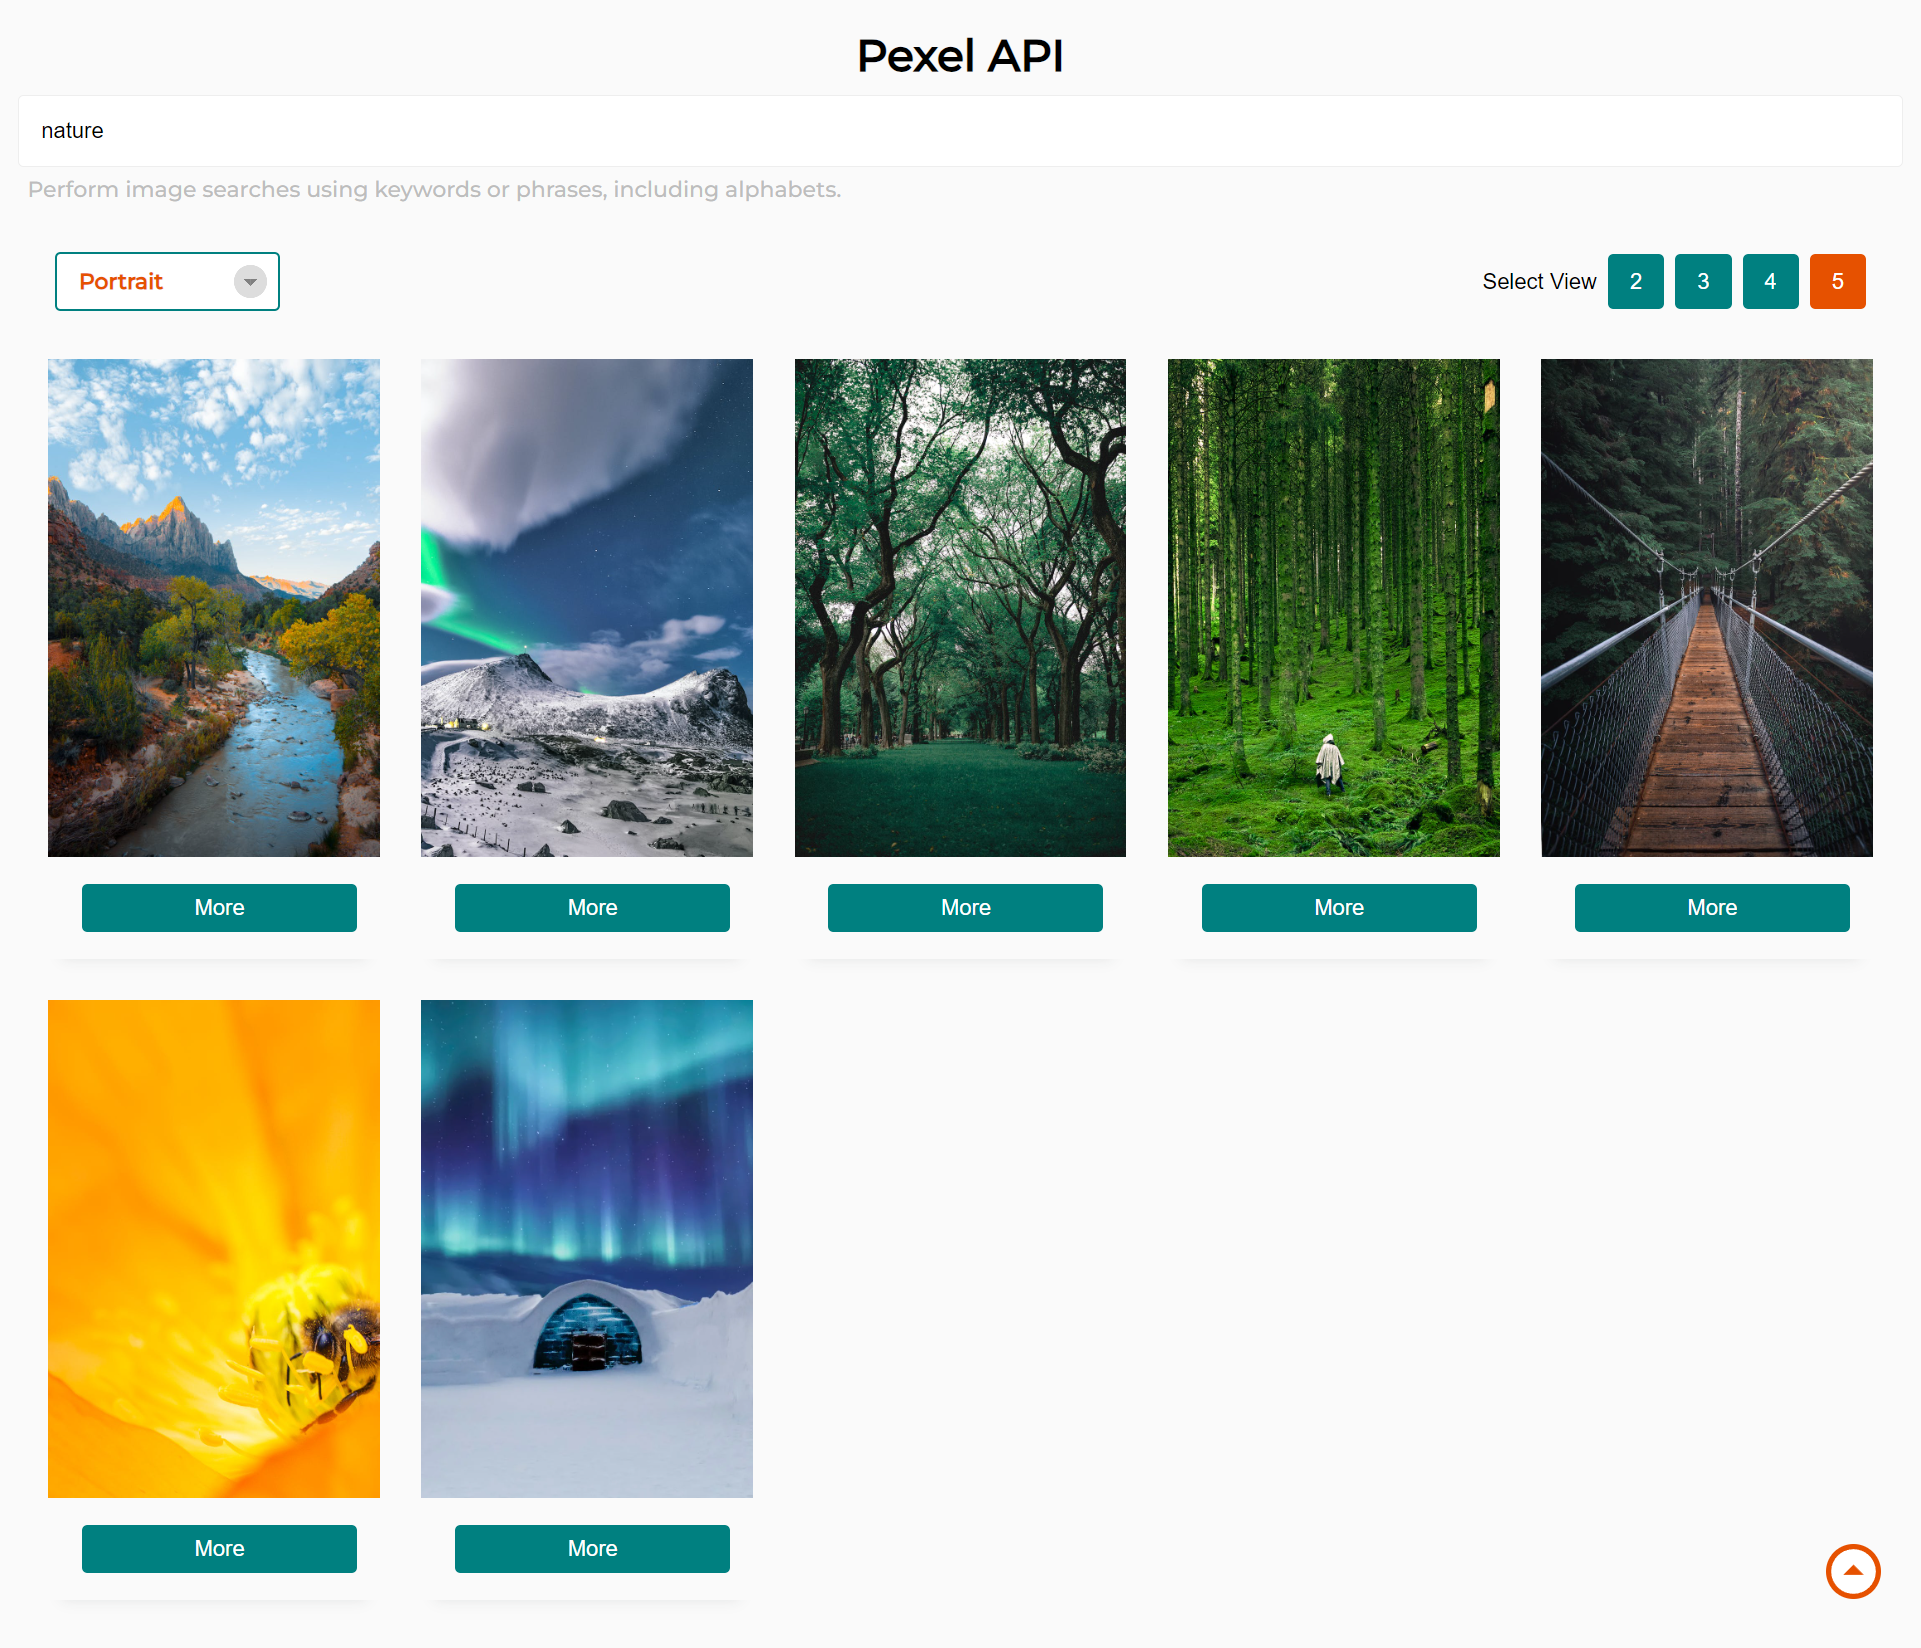 Pexel API
nature
Perform image searches using keywords or phrases, including alphabets.
Portrait
Select View 2 3 4 5
More More More More More
More More